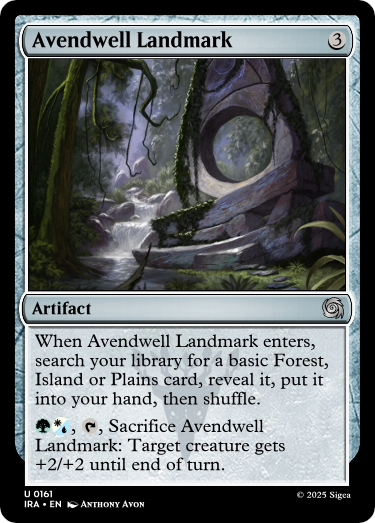 Avendwell Landmark 3
Artifact
When Avendwell Landmark enters,
search your library for a basic Forest,
Island or Plains card, reveal it, put it
into your hand, then shuffle.
, , Sacrifice Avendwell
Landmark: Target creature gets
+2/+2 until end of turn.
U 0161
IRA • EN Anthony Avon
© 2025 Sigea